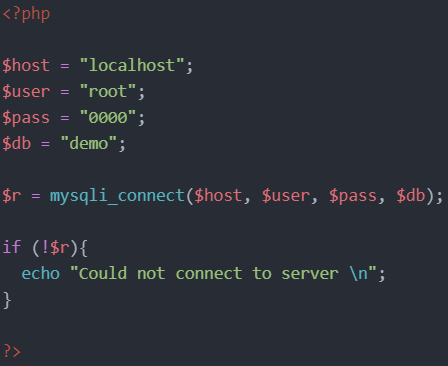 <?php
$host = "localhost";
$user = "root";
$pass = "0000";
$db = "demo";
$r = mysqli_connect($host, $user, $pass, $db);
if (!$r){
  echo "Could not connect to server \n";
}
?>